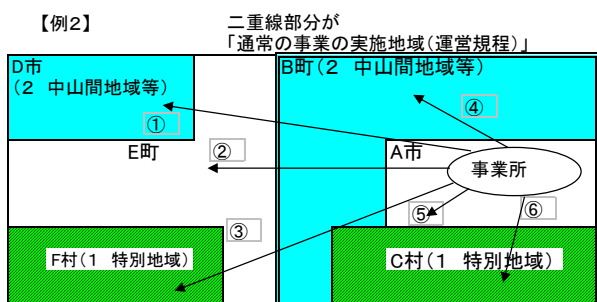 【例2】
二重線部分が
「通常の事業の実施地域(運営規程)」
D市
(2 中山間地域等)
B町(2 中山間地域等)
①
④
E町
②
A市
事業所
⑤
⑥
③
F村(1 特別地域)
C村(1 特別地域)